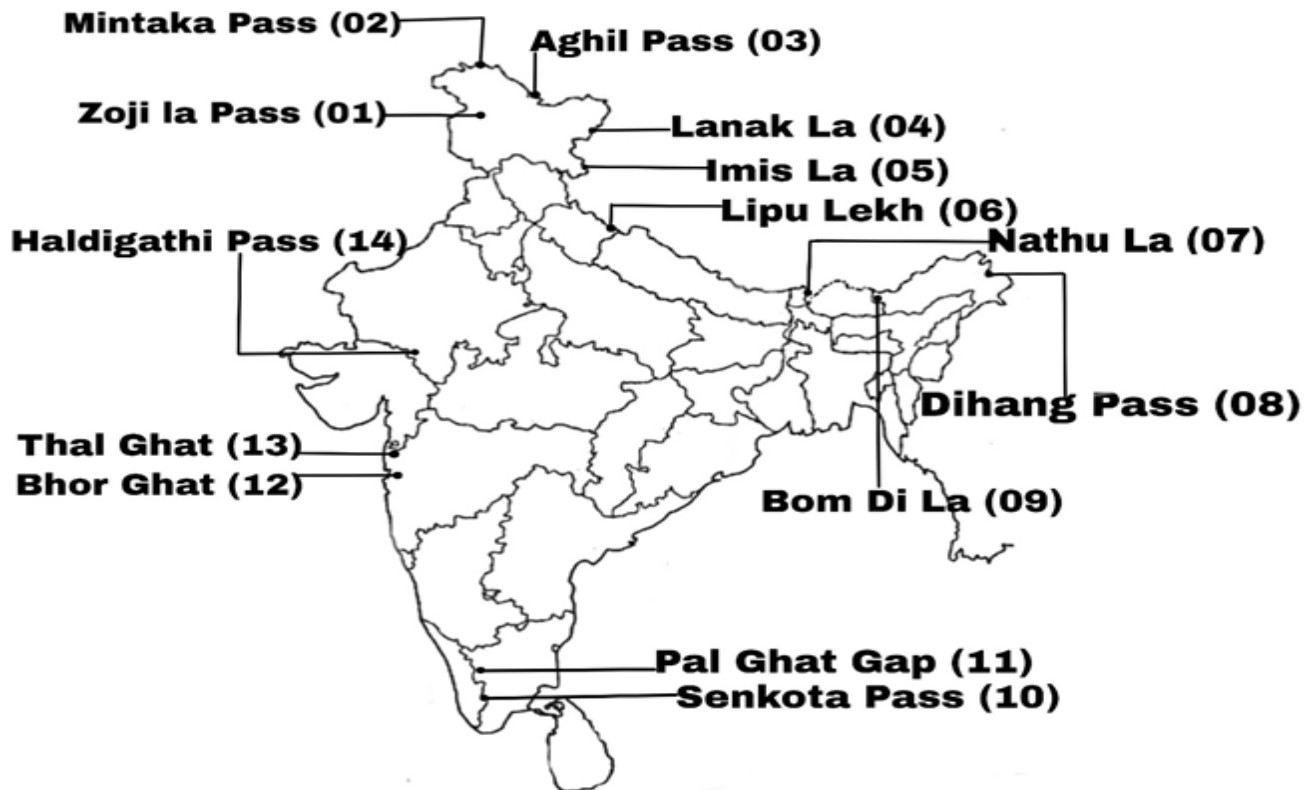 Mintaka Pass (02)
Aghil Pass (03)
Zoji la Pass (01)
Lanak La (04)
Imis La (05)
Lipu Lekh (06)
Haldigathi Pass (14)
Nathu La (07)
Dihang Pass (08)
Thal Ghat (13)
Bhor Ghat (12)
Bom Di La (09)
Pal Ghat Gap (11)
Senkota Pass (10)